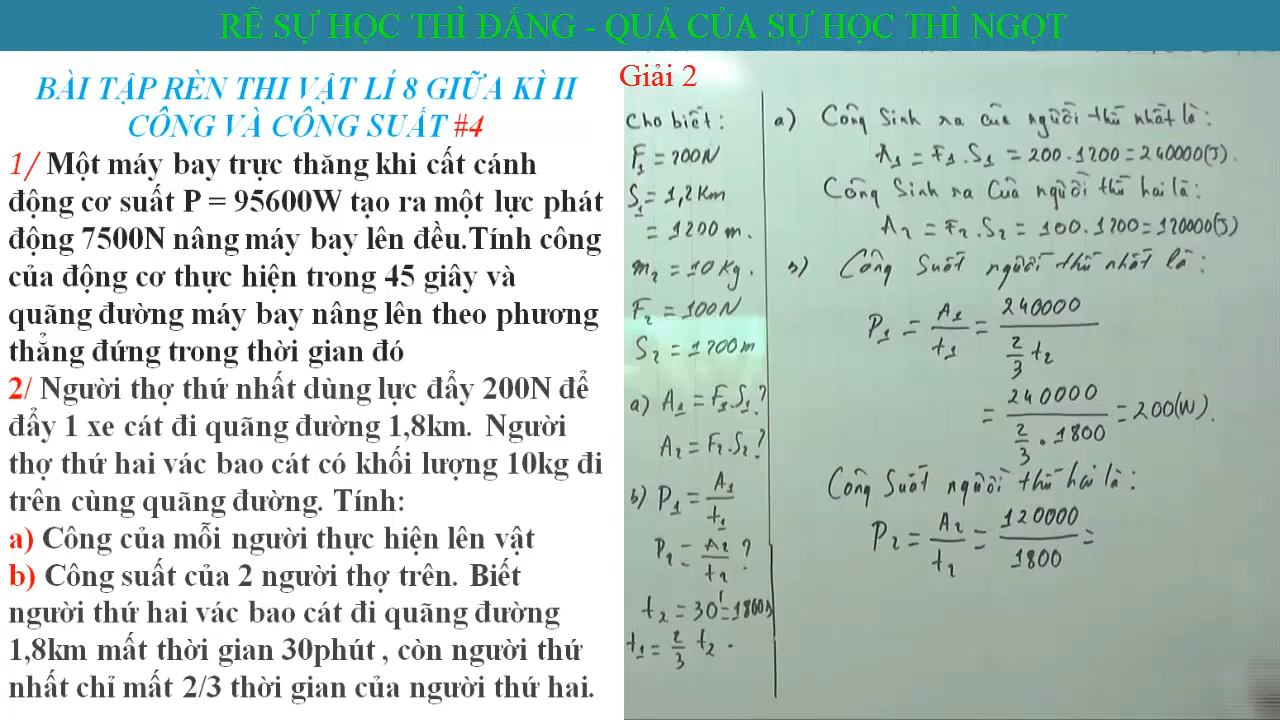 RỄ SỰ HỌC THÌ ĐẮNG - QUẢ CỦA SỰ HỌC THÌ NGỌT
BÀI TẬP RÈN THI VẬT LÍ 8 GIỮA KÌ II
CÔNG VÀ CÔNG SUẤT #4
1/ Một máy bay trực thăng khi cất cánh
động cơ suất P = 95600W tạo ra một lực phát
động 7500N nâng máy bay lên đều.Tính công
của động cơ thực hiện trong 45 giây và
quãng đường máy bay nâng lên theo phương
thẳng đứng trong thời gian đó
2/ Người thợ thứ nhất dùng lực đẩy 200N để
đẩy 1 xe cát đi quãng đường 1,8km. Người
thợ thứ hai vác bao cát có khối lượng 10kg đi
trên cùng quãng đường. Tính:
a) Công của mỗi người thực hiện lên vật
b) Công suất của 2 người thợ trên. Biết
người thứ hai vác bao cát đi quãng đường
1,8km mất thời gian 30phút , còn người thứ
nhất chỉ mất 2/3 thời gian của người thứ hai.
Giải 2
Cho biết:
F₁ = 200N
S₁ = 1,2Km
= 1200 m.
m₂ = 10Kg.
F₂ = 100N
S₂ = 1200m
a) A₁ = F₁.S₁?
A₂ = F₂.S₂?
b) P₁ = A₁/t₁
P₂ = A₂/t₂ ?
t₂ = 30' = 1800s
t₁ = 2/3 t₂ .
a) Công Sinh ra của người thứ nhất là:
A₁ = F₁.S₁ = 200.1200 = 240000(J).
Công Sinh ra của người thứ hai là:
A₂ = F₂.S₂ = 100.1200 = 120000(J)
b) Công Suất người thứ nhất là:
P₁ = A₁/t₁ = 240000/(2/3 t₂)
= 240000/(2/3 . 1800) = 200(W).
Công Suất người thứ hai là:
P₂ = A₂/t₂ = 120000/1800 =